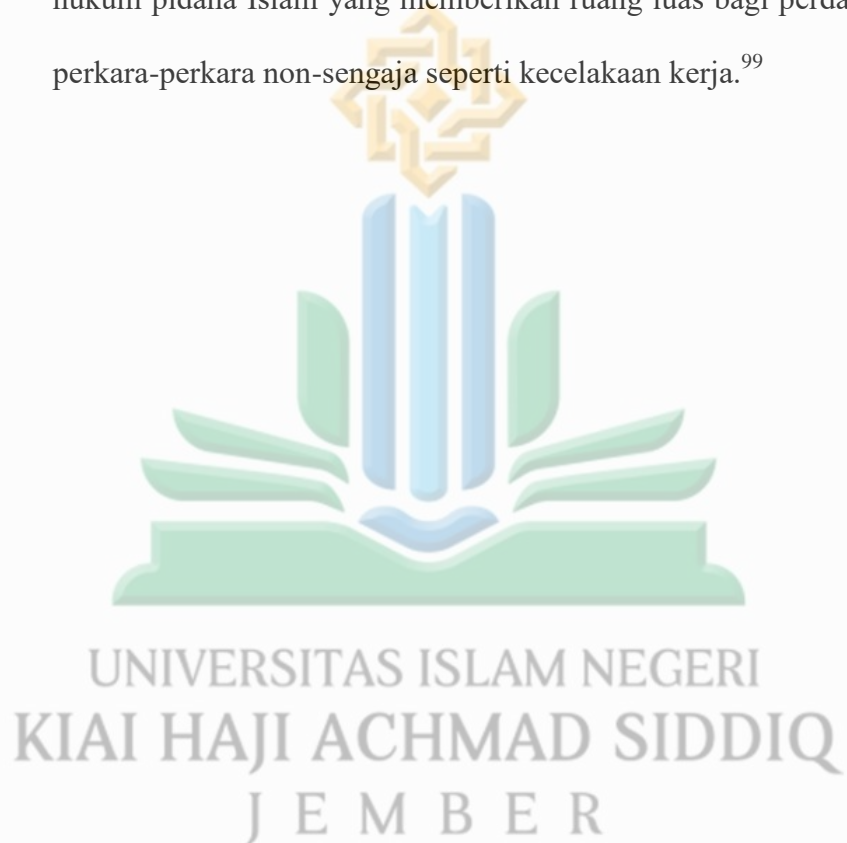 hukum pidana Islam yang memberikan ruang luas bagi
perkara-perkara non-sengaja seperti kecelakaan kerja.99
UNIVERSITAS ISLAM NEGERI
KIAI HAJI ACHMAD SIDDIQ
JEMBER